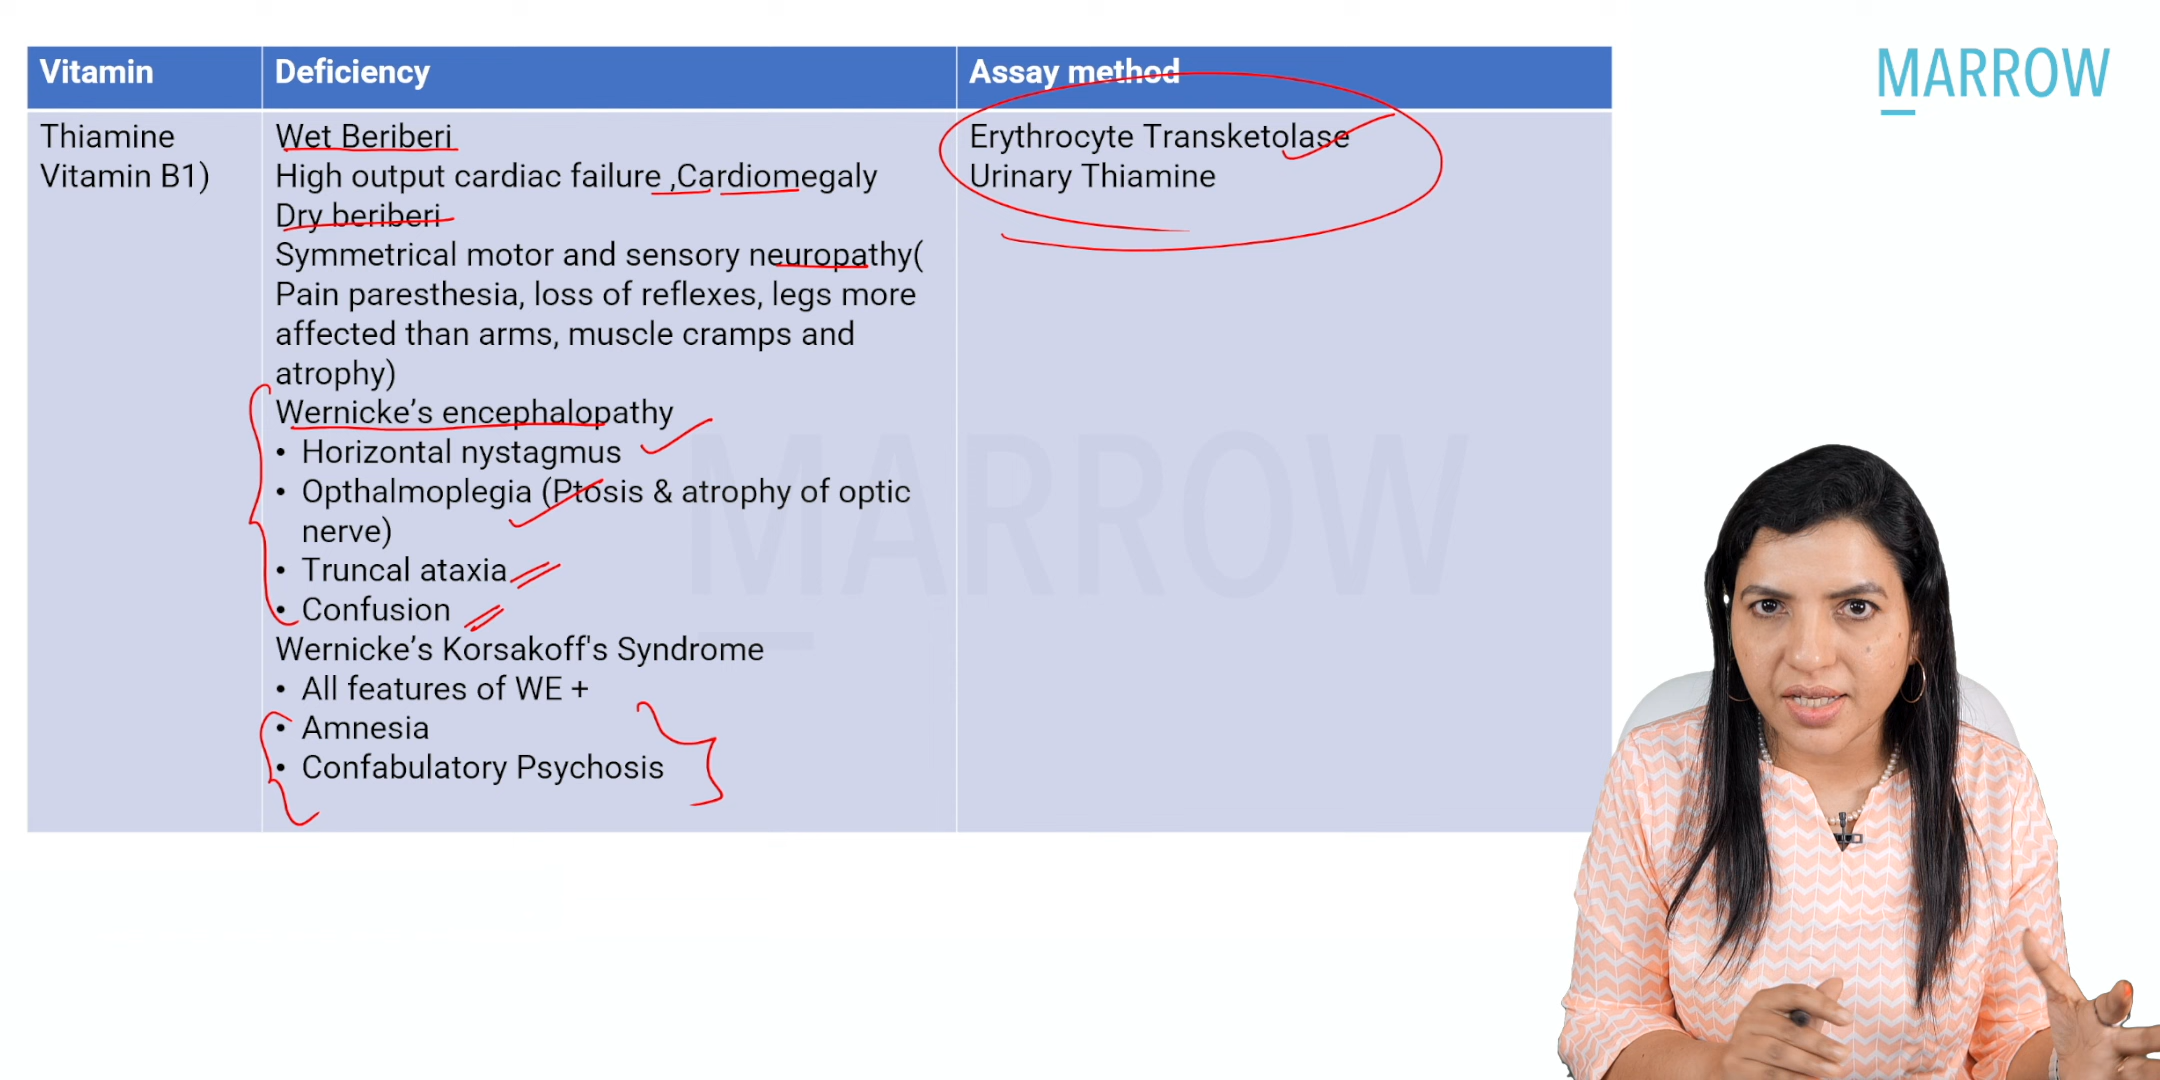 MARROW
Vitamin
Deficiency
Assay method
Thiamine
Vitamin B1)
Wet Beriberi
High output cardiac failure ,Cardiomegaly
Dry beriberi
Symmetrical motor and sensory neuropathy(
Pain paresthesia, loss of reflexes, legs more
affected than arms, muscle cramps and
atrophy)
Wernicke’s encephalopathy
• Horizontal nystagmus
• Opthalmoplegia (Ptosis & atrophy of optic
nerve)
• Truncal ataxia
• Confusion
Wernicke’s Korsakoff's Syndrome
• All features of WE +
• Amnesia
• Confabulatory Psychosis
Erythrocyte Transketolase
Urinary Thiamine
MARROW